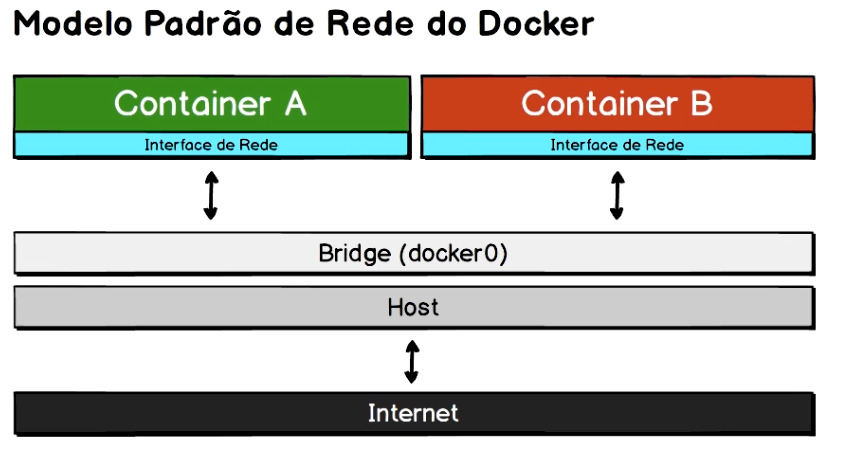 Modelo Padrão de Rede do Docker
Container A
Container B
Interface de Rede
Interface de Rede
Bridge (docker0)
Host
Internet